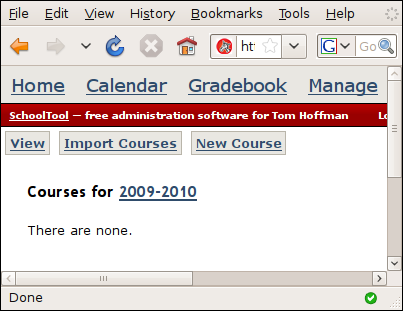 File Edit View History Bookmarks Tools Help
ht G Go
Home Calendar Gradebook Manage
SchoolTool — free administration software for Tom Hoffman Lo
View Import Courses New Course
Courses for 2009-2010
There are none.
Done